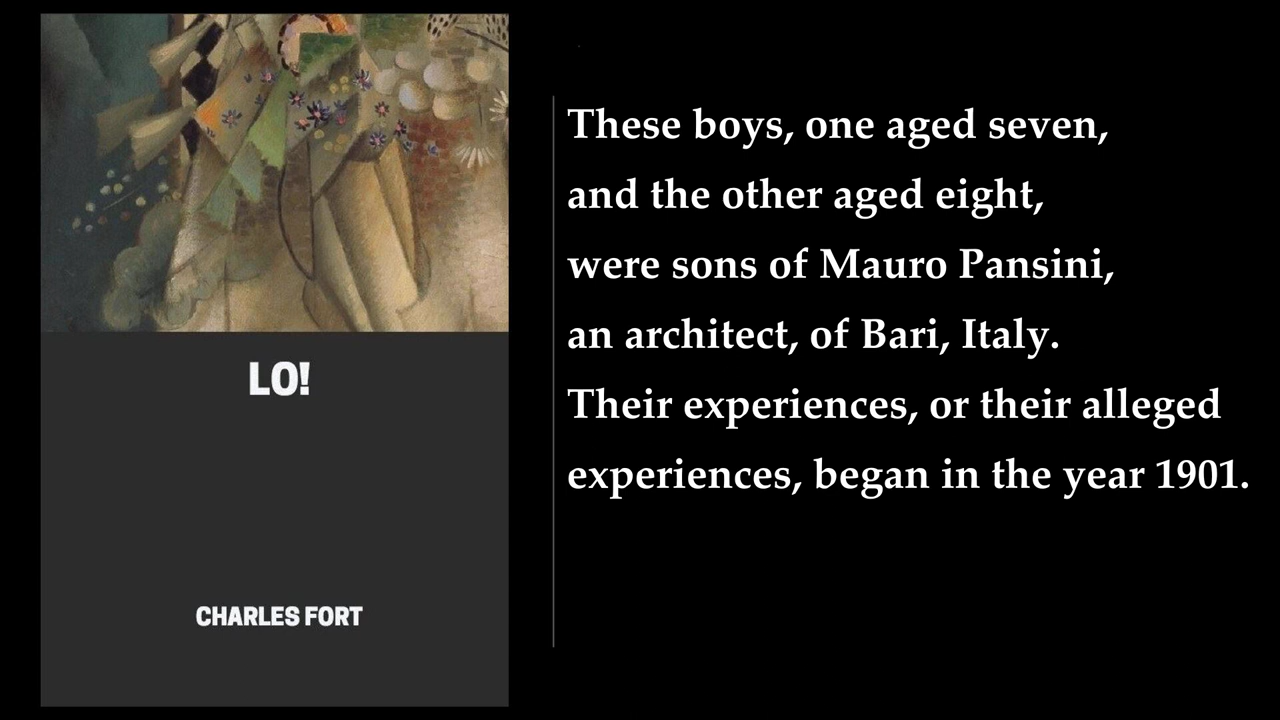 LO!
CHARLES FORT
These boys, one aged seven,
and the other aged eight,
were sons of Mauro Pansini,
an architect, of Bari, Italy.
Their experiences, or their alleged
experiences, began in the year 1901.